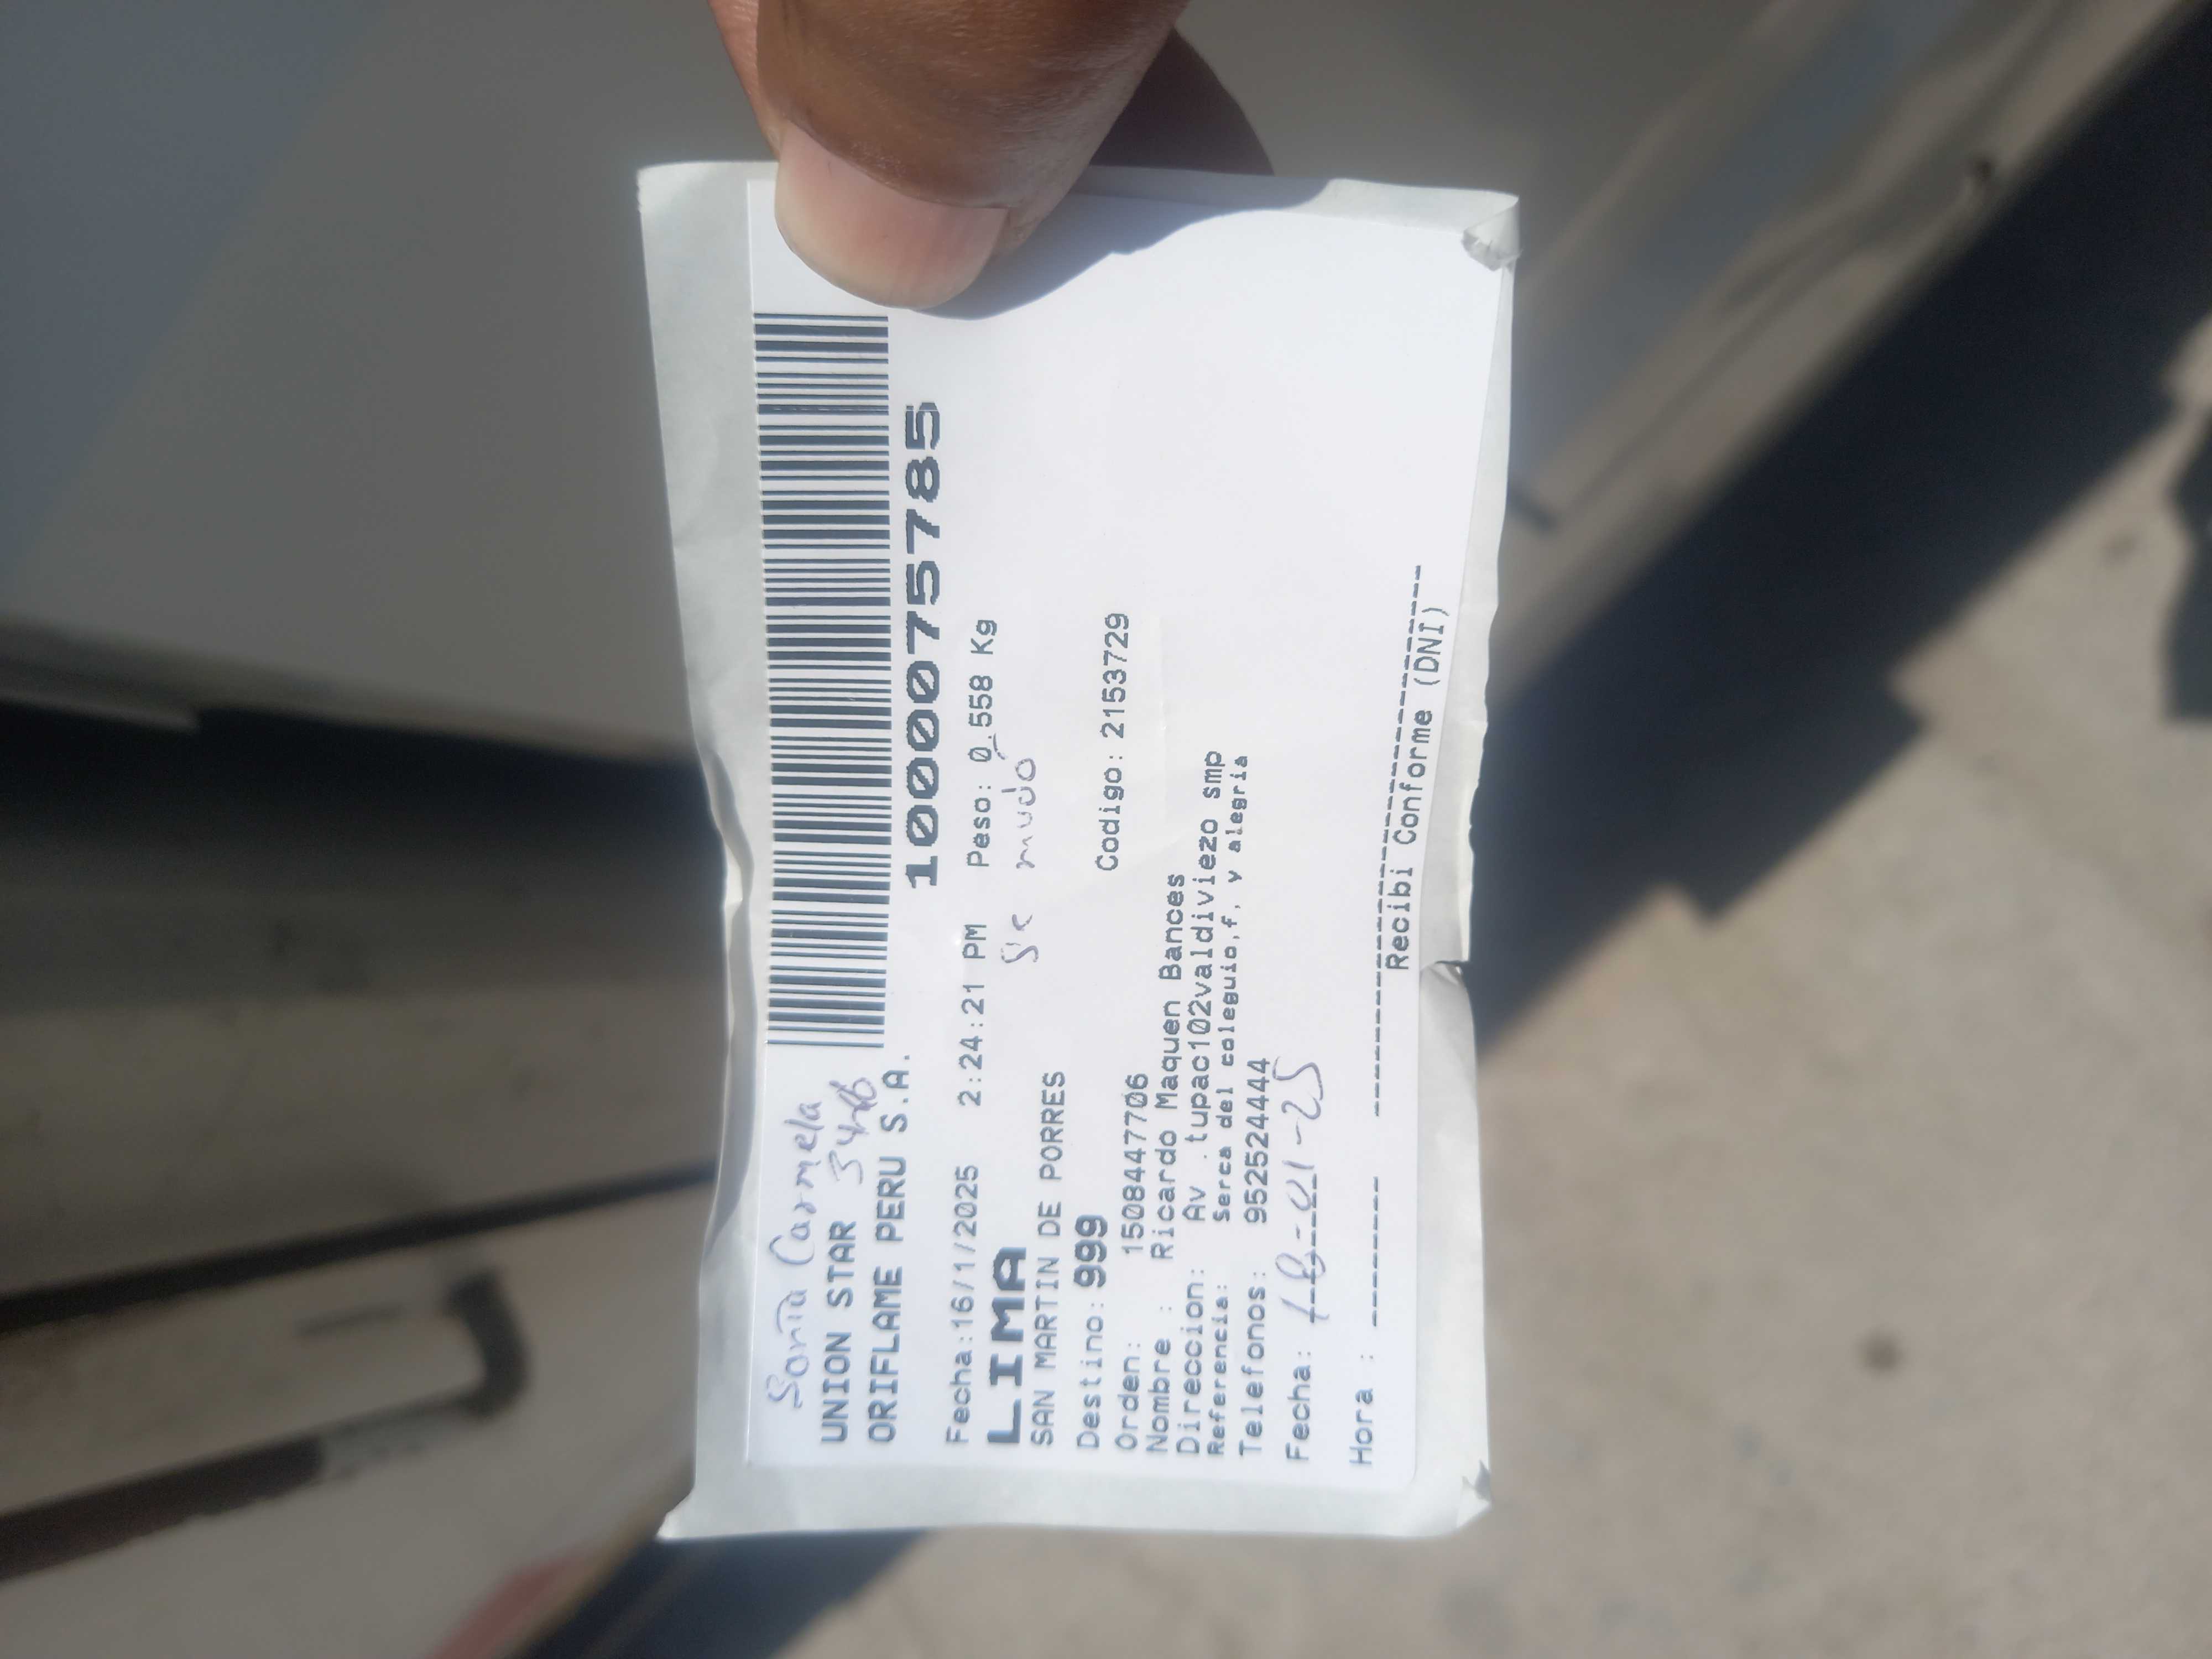 Santa Carmela
UNION STAR
ORIFLAME PERU S.A.
1000075785
Fecha:16/1/2025 2:24:21 PM Peso: 0.558 Kg
LIMA Se mudó
SAN MARTIN DE PORRES
Destino: 999
Codigo: 2153729
Orden: 1508447706
Nombre : Ricardo Maquen Bances
Direccion: Av .tupac102valdiviezo smp
Referencia: Serca del coleguio,f, y alegria
Telefonos: 952524444
Fecha: 18-01-25
Hora :
Recibi Conforme (DNI)